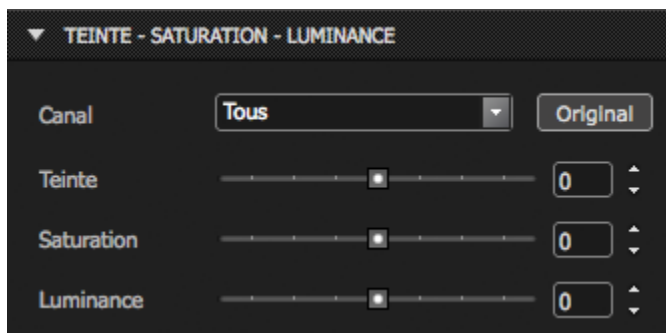 TEINTE - SATURATION - LUMINANCE
Canal Tous Original
Teinte 0
Saturation 0
Luminance 0